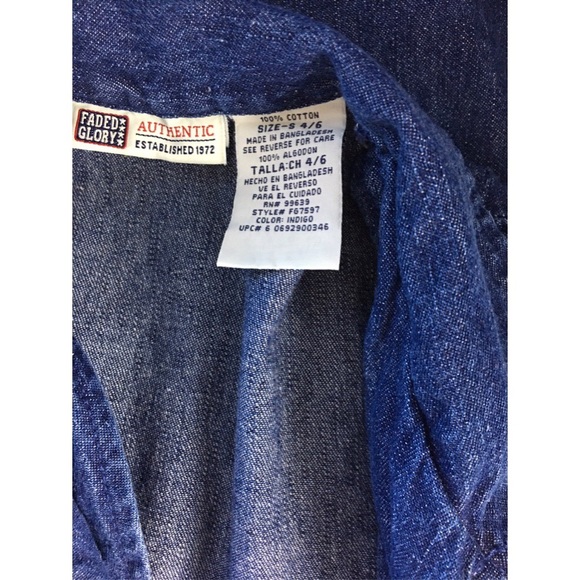 FADED
GLORY
AUTHENTIC
ESTABLISHED 1972
100% COTTON
SIZE-S 4/6
MADE IN BANGLADESH
SEE REVERSE FOR CARE
100% ALGODON
TALLA:CH 4/6
HECHO EN BANGLADESH
VE EL REVERSO
PARA EL CUIDADO
RN# 99639
STYLE# FG7597
COLOR: INDIGO
UPC# 6 0692900346